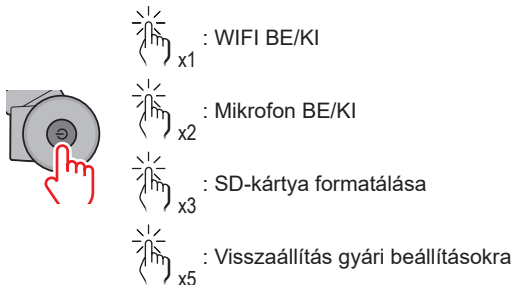 x1 : WIFI BE/KI
x2 : Mikrofon BE/KI
x3 : SD-kártya formatálása
x5 : Visszaállítás gyári beállításokra